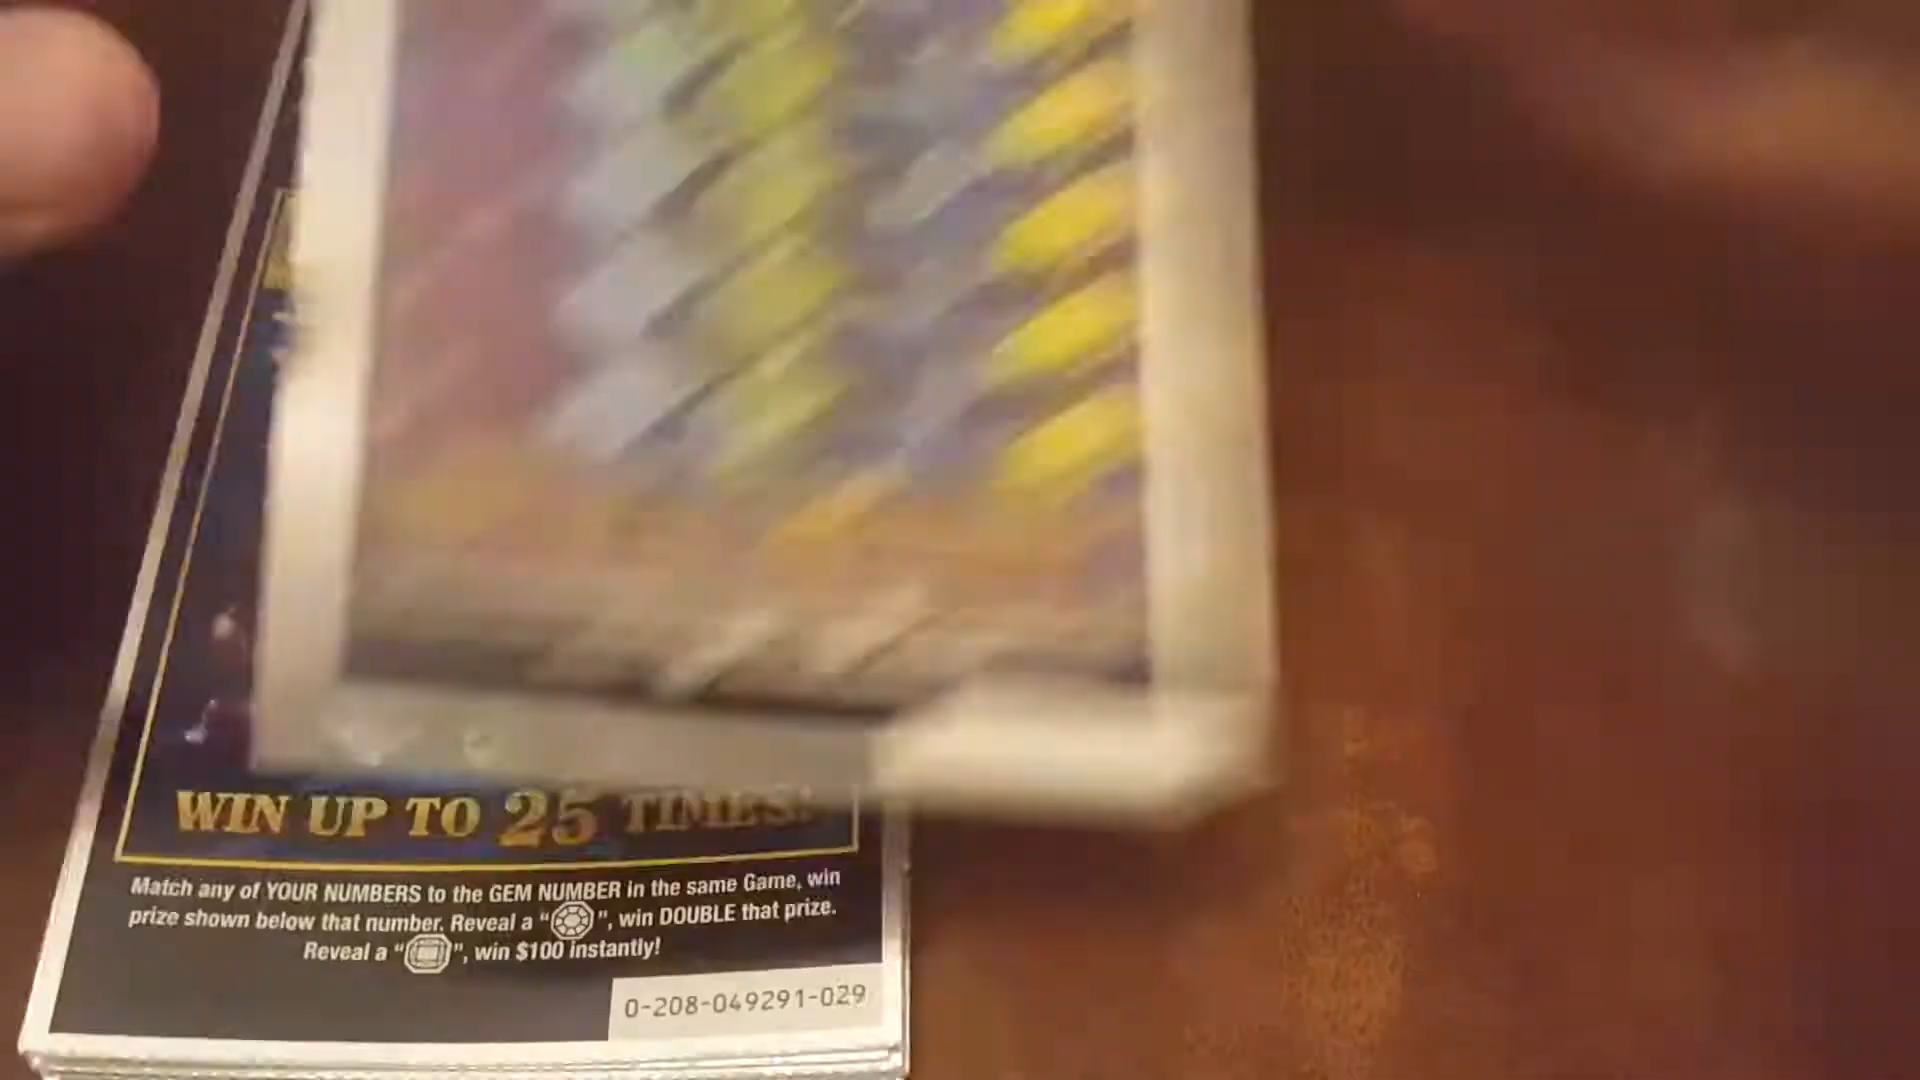 WIN UP TO 25 TIMES!
Match any of YOUR NUMBERS to the GEM NUMBER in the same Game, win
prize shown below that number. Reveal a " ", win DOUBLE that prize.
Reveal a " ", win $100 instantly!
0-208-049291-029